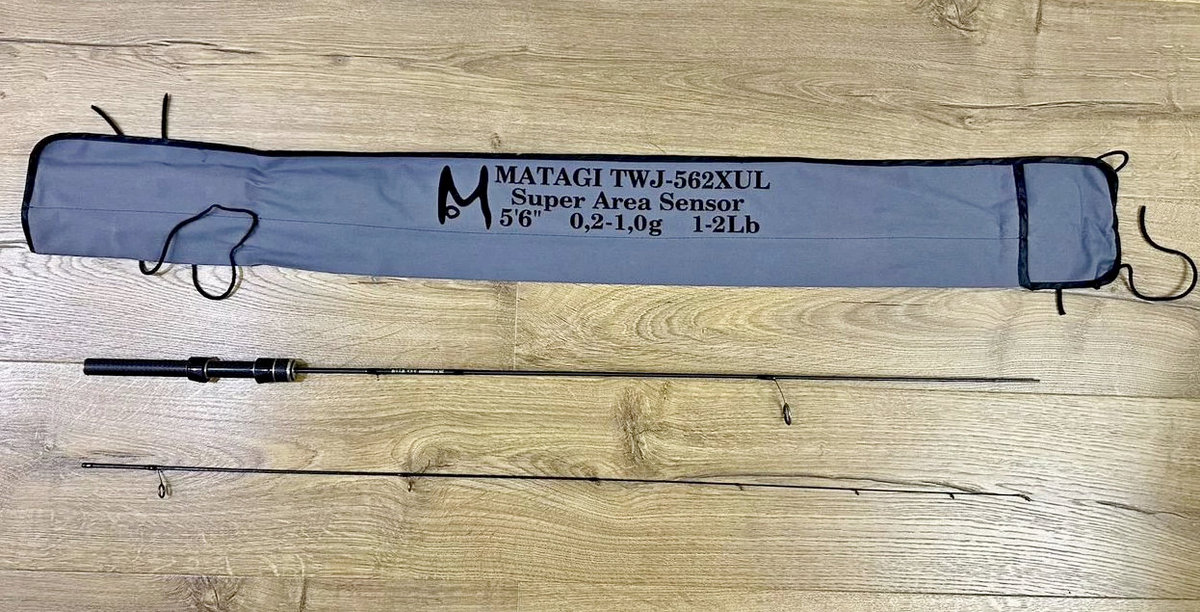 MATAGI TWJ-562XUL
Super Area Sensor
5'6" 0,2-1,0g 1-2Lb